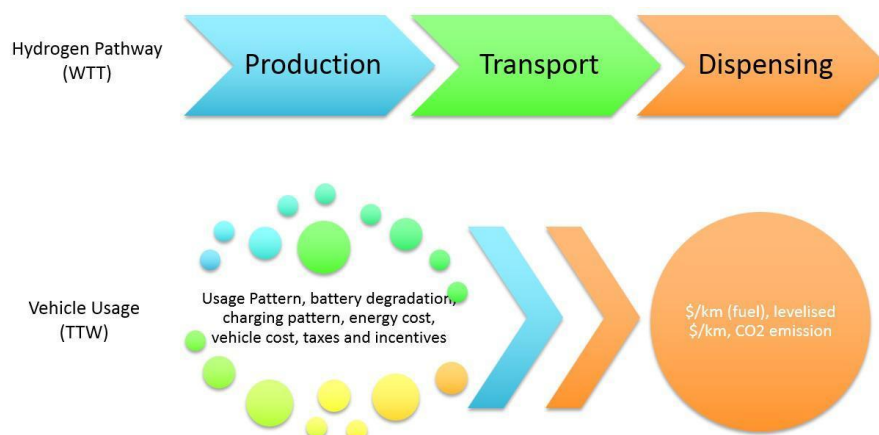 Hydrogen Pathway
(WTT)
Production
Transport
Dispensing
Vehicle Usage
(TTW)
Usage Pattern, battery degradation,
charging pattern, energy cost,
vehicle cost, taxes and incentives
$/km (fuel), levelised
$/km, CO2 emission